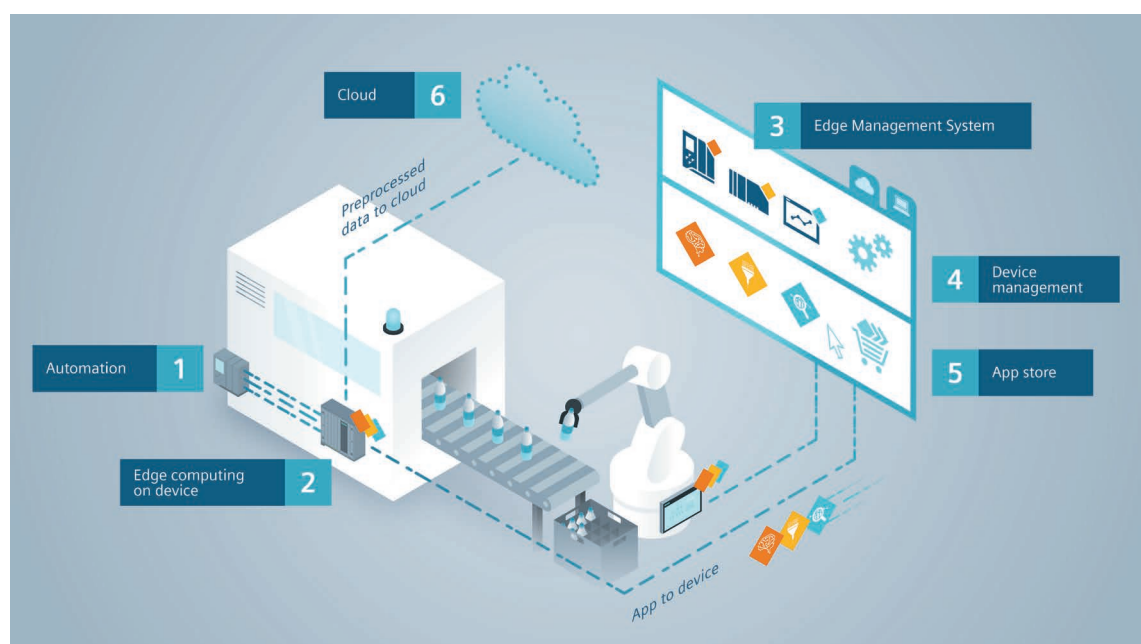 Cloud 6
3 Edge Management System
Preprocessed
data to cloud
4 Device
management
Automation 1
5 App store
Edge computing
on device 2
App to device